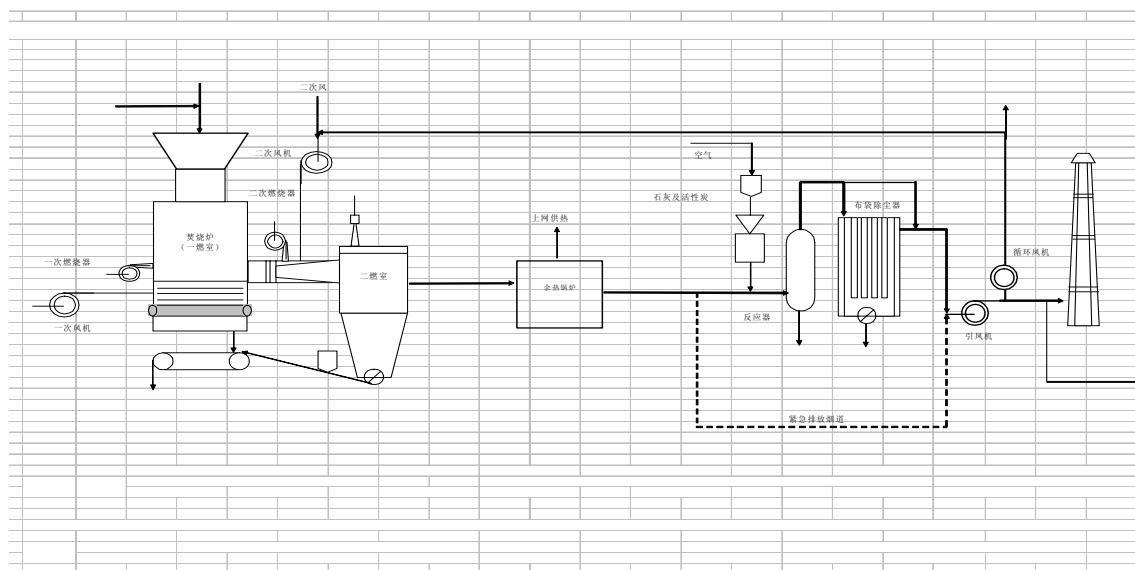 二次风
二次风机
空气
二次燃烧器
石灰及活性炭
布袋除尘器
上网供热
焚烧炉
（一燃室）
循环风机
一次燃烧器
二燃室
余热锅炉
反应器
一次风机
引风机
紧急排放烟道